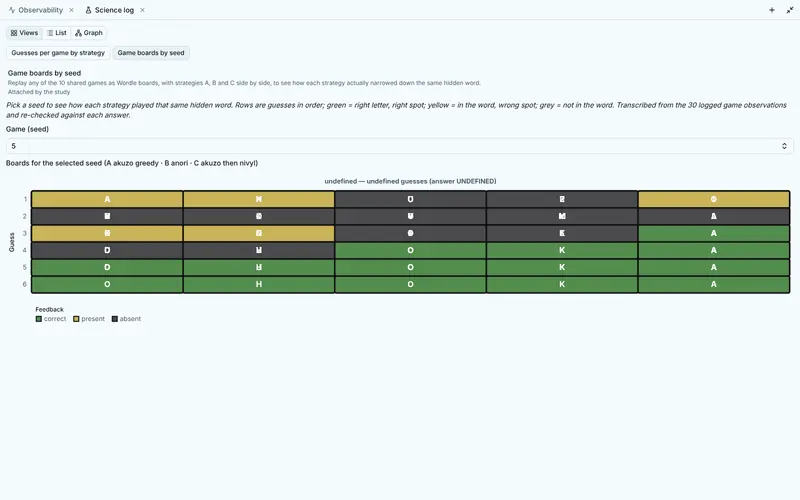 Observability
Science log
Views
List
Graph
Guesses per game by strategy
Game boards by seed
Game boards by seed
Replay any of the 10 shared games as Wordle boards, with strategies A, B and C side by side, to see how each strategy actually narrowed down the same hidden word.
Attached by the study
Pick a seed to see how each strategy played that same hidden word. Rows are guesses in order; green = right letter, right spot; yellow = in the word, wrong spot; grey = not in the word. Transcribed from the 30 logged game observations
and re-checked against each answer.
Game (seed)
5
Boards for the selected seed (A akuzo greedy · B anori · C akuzo then nivyl)
undefined — undefined guesses (answer UNDEFINED)
Guess
1 A
2
3 A
4 O K A
5 O K A
6 O H O K A
Feedback
correct
present
absent